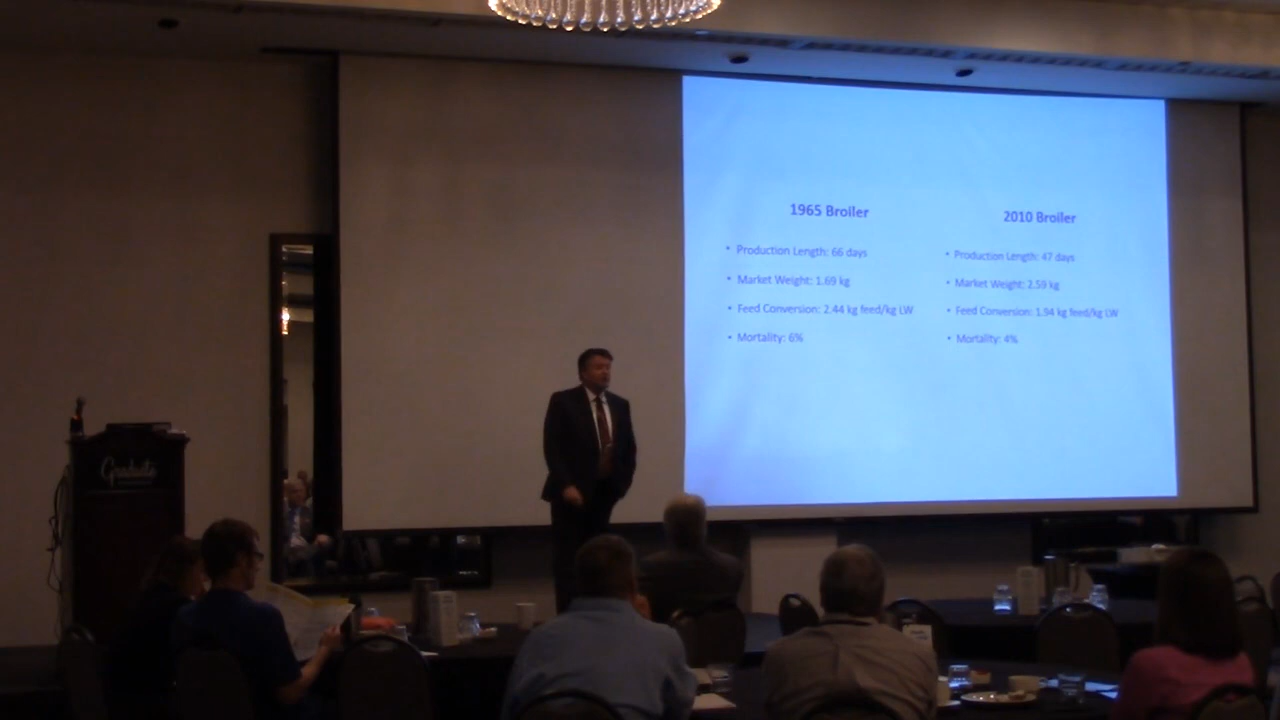 1965 Broiler
• Production Length: 66 days
• Market Weight: 1.69 kg
• Feed Conversion: 2.44 kg feed/kg LW
• Mortality: 6%
2010 Broiler
• Production Length: 47 days
• Market Weight: 2.59 kg
• Feed Conversion: 1.94 kg feed/kg LW
• Mortality: 4%
Graduate